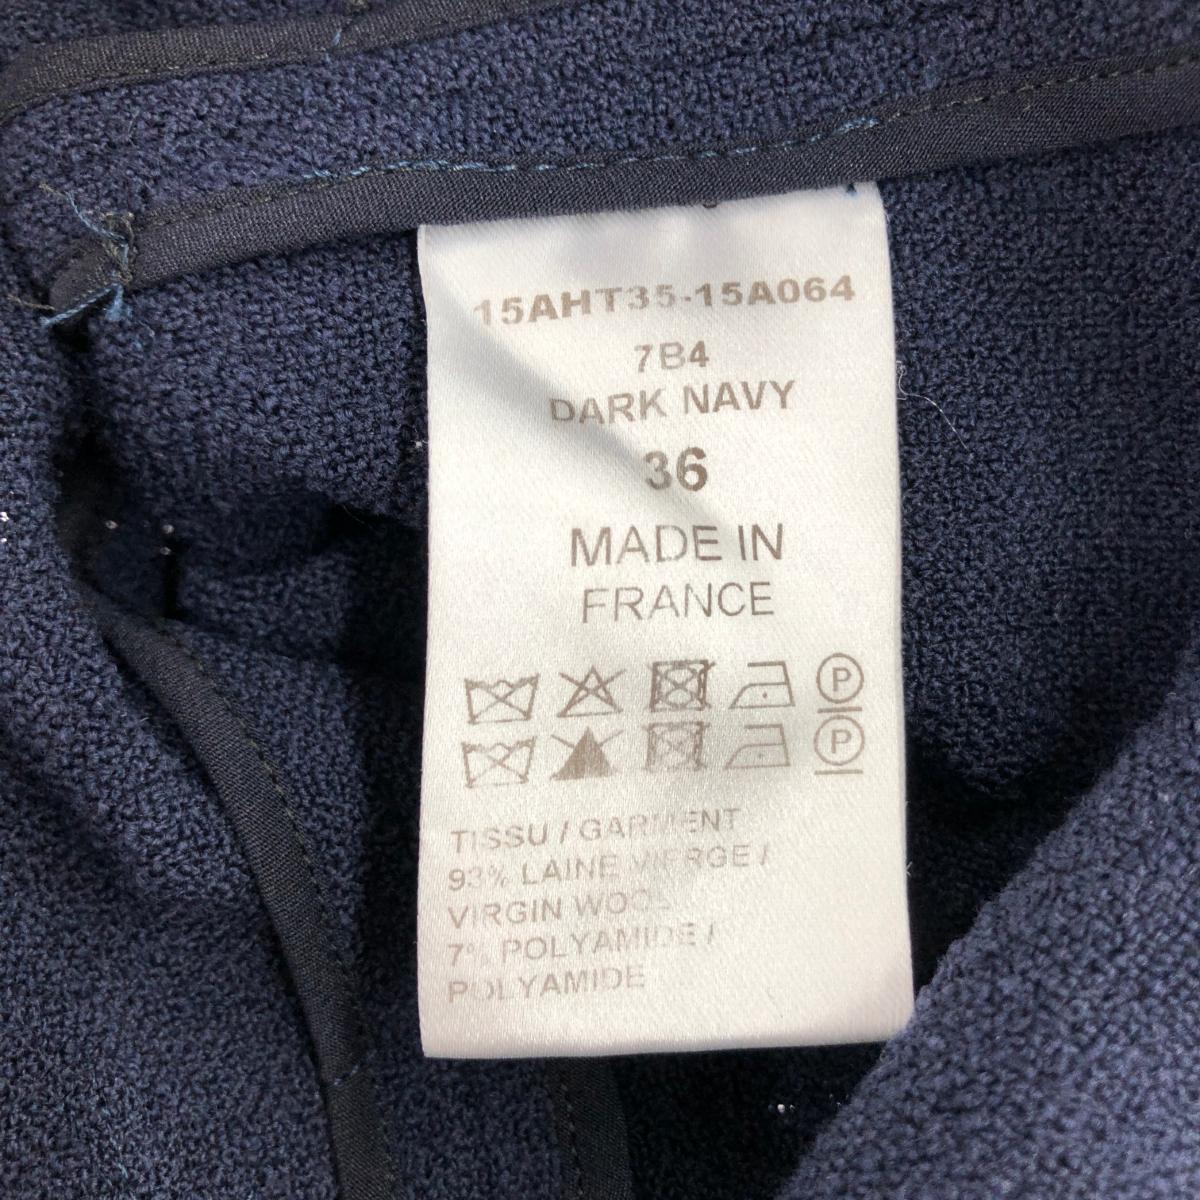 15AHT35-15A064
7B4
DARK NAVY
36
MADE IN
FRANCE
P
P
TISSU / GARMENT
93% LAINE VIERGE /
VIRGIN WOOL
7% POLYAMIDE /
POLYAMIDE